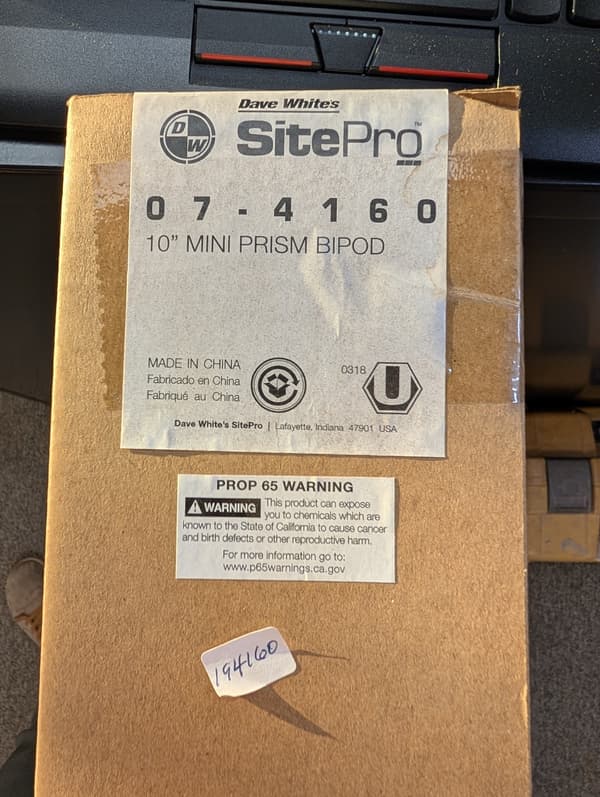 Dave White's
DW
SitePro™
07-4160
10” MINI PRISM BIPOD
MADE IN CHINA
Fabricado en China
Fabriqué au China
0318
U
Dave White's SitePro | Lafayette, Indiana 47901 USA
PROP 65 WARNING
WARNING This product can expose
you to chemicals which are
known to the State of California to cause cancer
and birth defects or other reproductive harm.
For more information go to:
www.p65warnings.ca.gov
194160